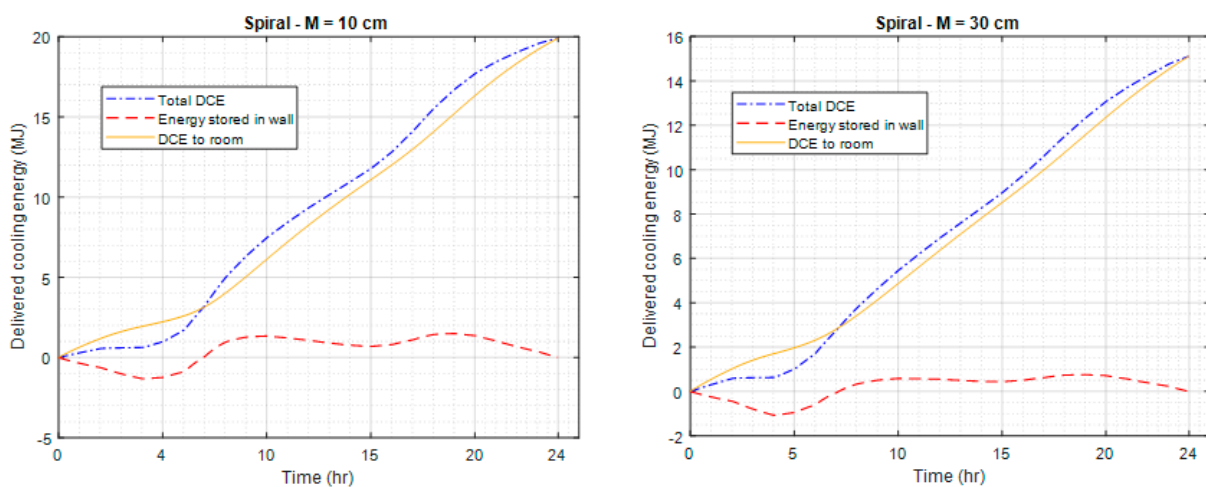 Spiral - M = 10 cm
20
15
10
5
0
-5
Total DCE
Energy stored in wall
DCE to room
Delivered cooling energy (MJ)
0 4 10 15 20 24
Time (hr)
Spiral - M = 30 cm
16
14
12
10
8
6
4
2
0
-2
Total DCE
Energy stored in wall
DCE to room
Delivered cooling energy (MJ)
0 5 10 15 20 24
Time (hr)